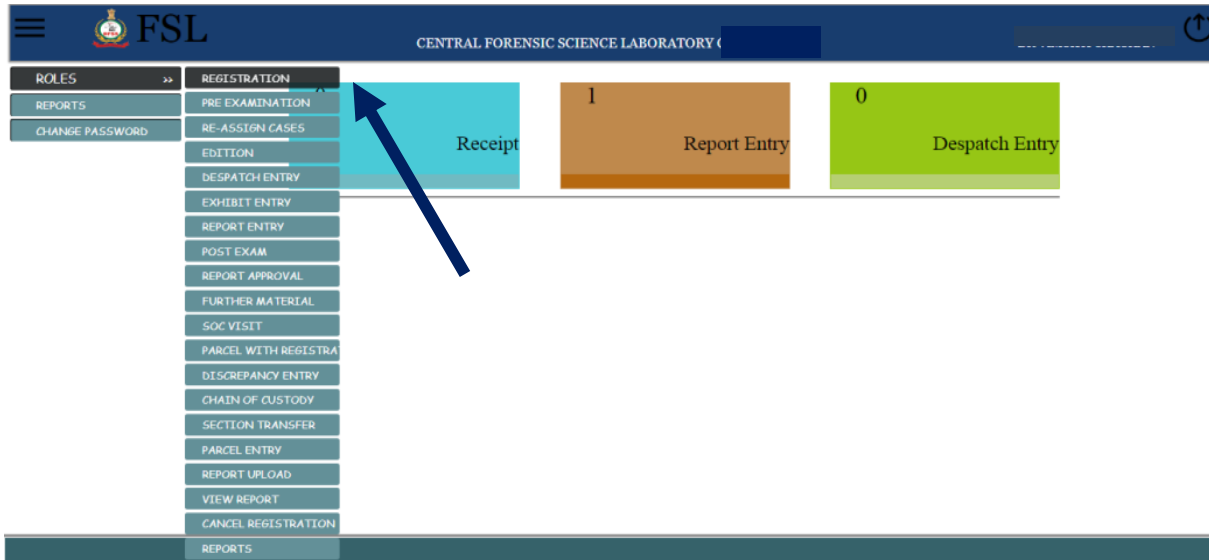 FSL
CENTRAL FORENSIC SCIENCE LABORATORY
ROLES »
REPORTS
CHANGE PASSWORD
REGISTRATION
PRE EXAMINATION
RE-ASSIGN CASES
EDITION
DESPATCH ENTRY
EXHIBIT ENTRY
REPORT ENTRY
POST EXAM
REPORT APPROVAL
FURTHER MATERIAL
SOC VISIT
PARCEL WITH REGISTRA
DISCREPANCY ENTRY
CHAIN OF CUSTODY
SECTION TRANSFER
PARCEL ENTRY
REPORT UPLOAD
VIEW REPORT
CANCEL REGISTRATION
REPORTS
Receipt
1
Report Entry
0
Despatch Entry